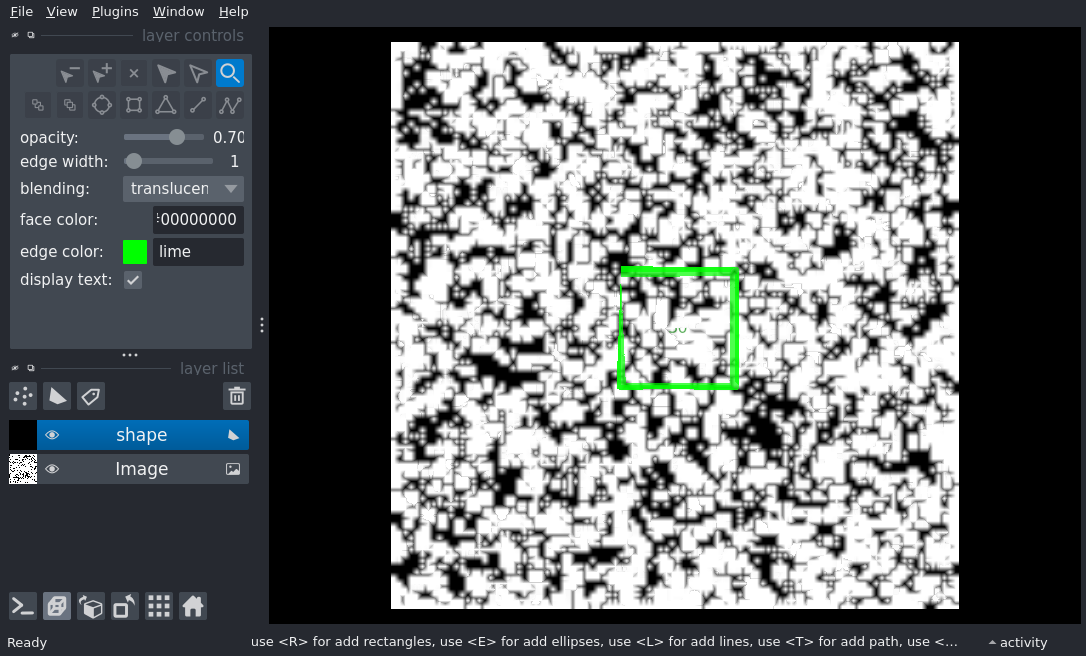 File View Plugins Window Help
layer controls
opacity: 0.70
edge width: 1
blending: translucen
face color: 00000000
edge color: lime
display text:
layer list
shape
Image
Ready
use <R> for add rectangles, use <E> for add ellipses, use <L> for add lines, use <T> for add path, use <...
activity